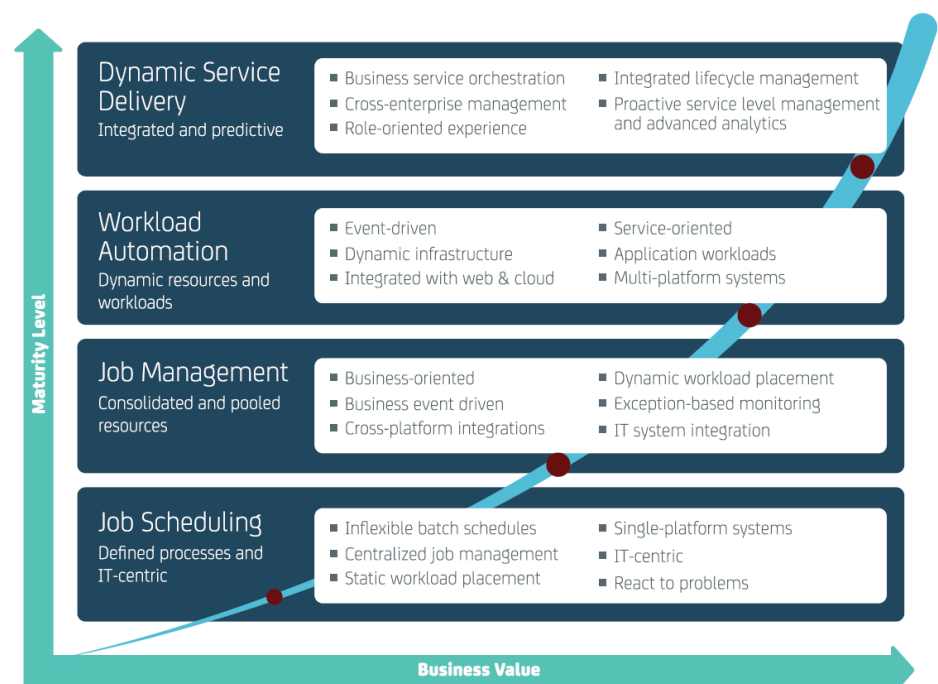 Dynamic Service
Delivery
Integrated and predictive
■ Business service orchestration
■ Cross-enterprise management
■ Role-oriented experience
■ Integrated lifecycle management
■ Proactive service level management
and advanced analytics
Workload
Automation
Dynamic resources and
workloads
■ Event-driven
■ Dynamic infrastructure
■ Integrated with web & cloud
■ Service-oriented
■ Application workloads
■ Multi-platform systems
Job Management
Consolidated and pooled
resources
■ Business-oriented
■ Business event driven
■ Cross-platform integrations
■ Dynamic workload placement
■ Exception-based monitoring
■ IT system integration
Job Scheduling
Defined processes and
IT-centric
■ Inflexible batch schedules
■ Centralized job management
■ Static workload placement
■ Single-platform systems
■ IT-centric
■ React to problems
Maturity Level
Business Value